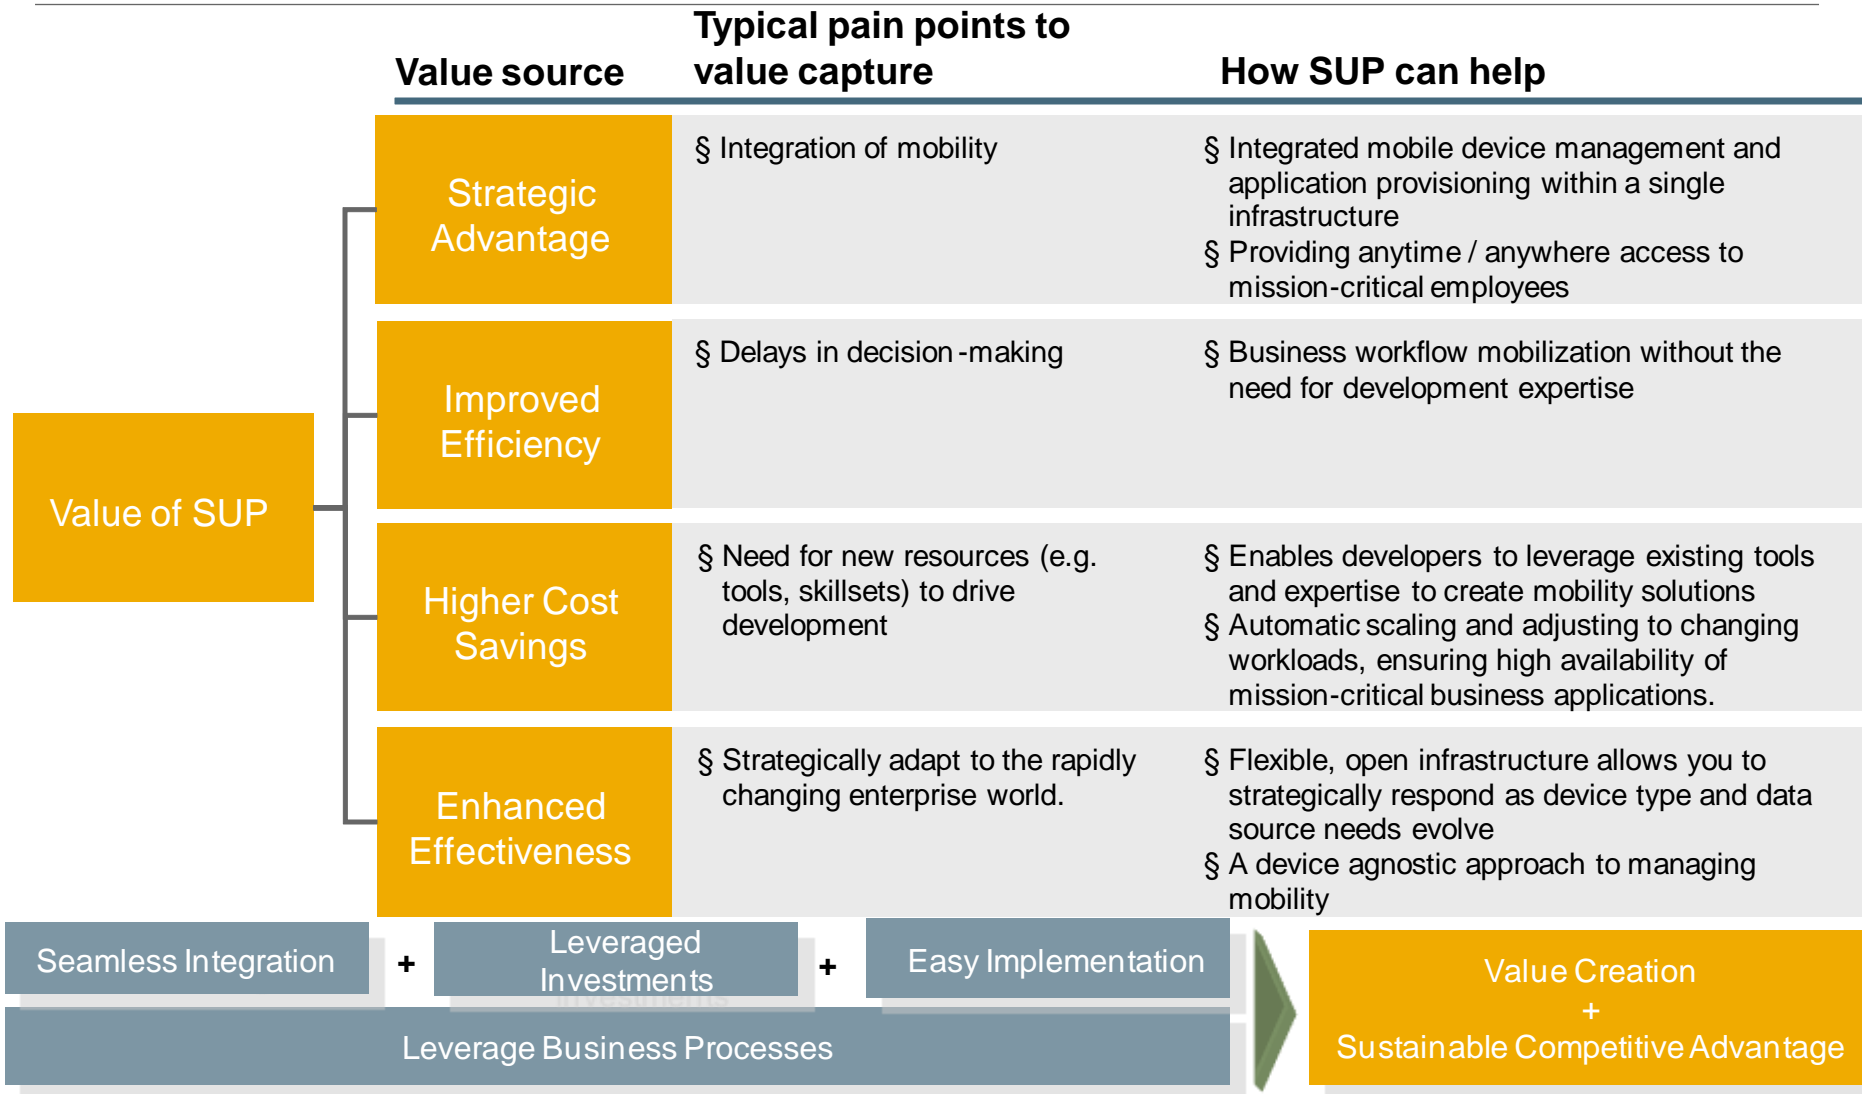 Typical pain points to
value capture
Value source
How SUP can help
Value of SUP
Strategic
Advantage
§ Integration of mobility
§ Integrated mobile device management and
application provisioning within a single
infrastructure
§ Providing anytime / anywhere access to
mission-critical employees
Improved
Efficiency
§ Delays in decision -making
§ Business workflow mobilization without the
need for development expertise
Higher Cost
Savings
§ Need for new resources (e.g.
tools, skillsets) to drive
development
§ Enables developers to leverage existing tools
and expertise to create mobility solutions
§ Automatic scaling and adjusting to changing
workloads, ensuring high availability of
mission-critical business applications.
Enhanced
Effectiveness
§ Strategically adapt to the rapidly
changing enterprise world.
§ Flexible, open infrastructure allows you to
strategically respond as device type and data
source needs evolve
§ A device agnostic approach to managing
mobility
Seamless Integration
+
Leveraged
Investments
+
Easy Implementation
Leverage Business Processes
Value Creation
+
Sustainable Competitive Advantage